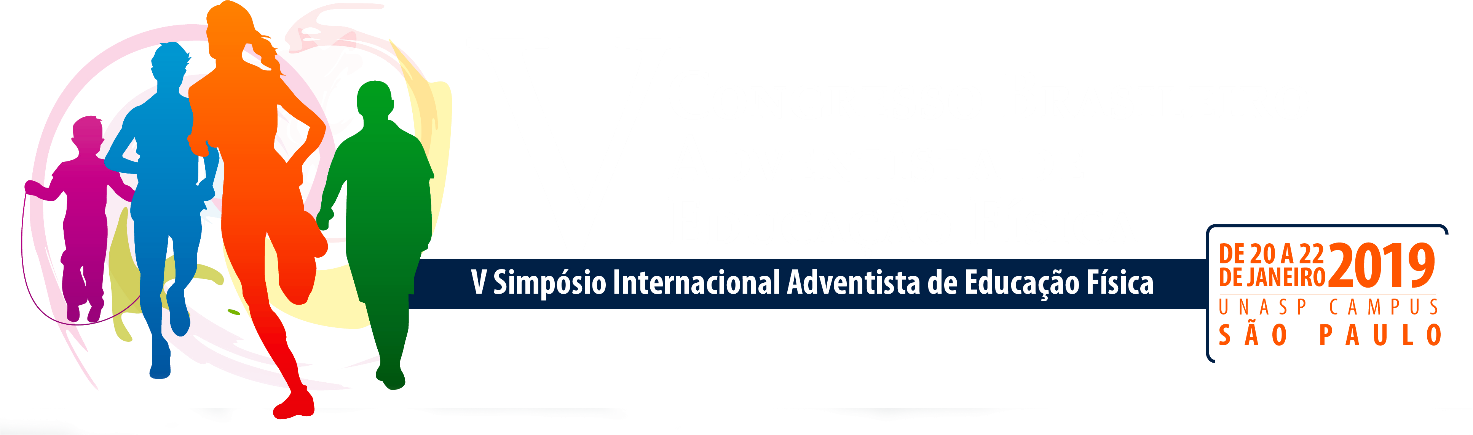 V Simpósio Internacional Adventista de Educação Física
DE 20 A 22
DE JANEIRO 2019
UNASP CAMPUS
SÃO PAULO